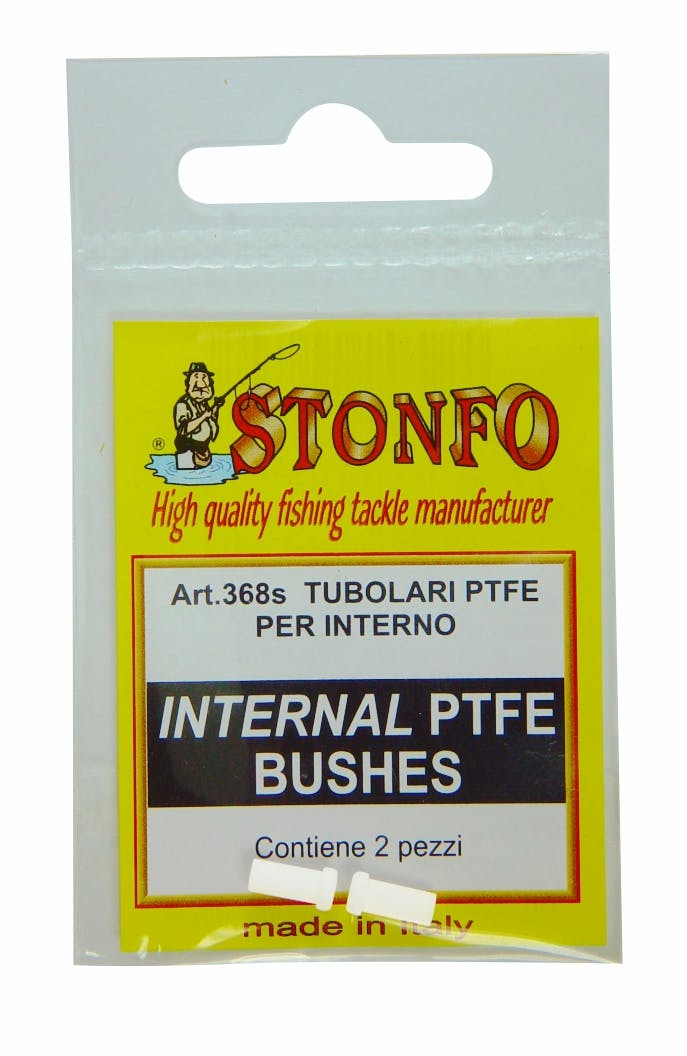 ®
STONFO
High quality fishing tackle manufacturer
Art.368s TUBOLARI PTFE
PER INTERNO
INTERNAL PTFE
BUSHES
Contiene 2 pezzi
made in Italy